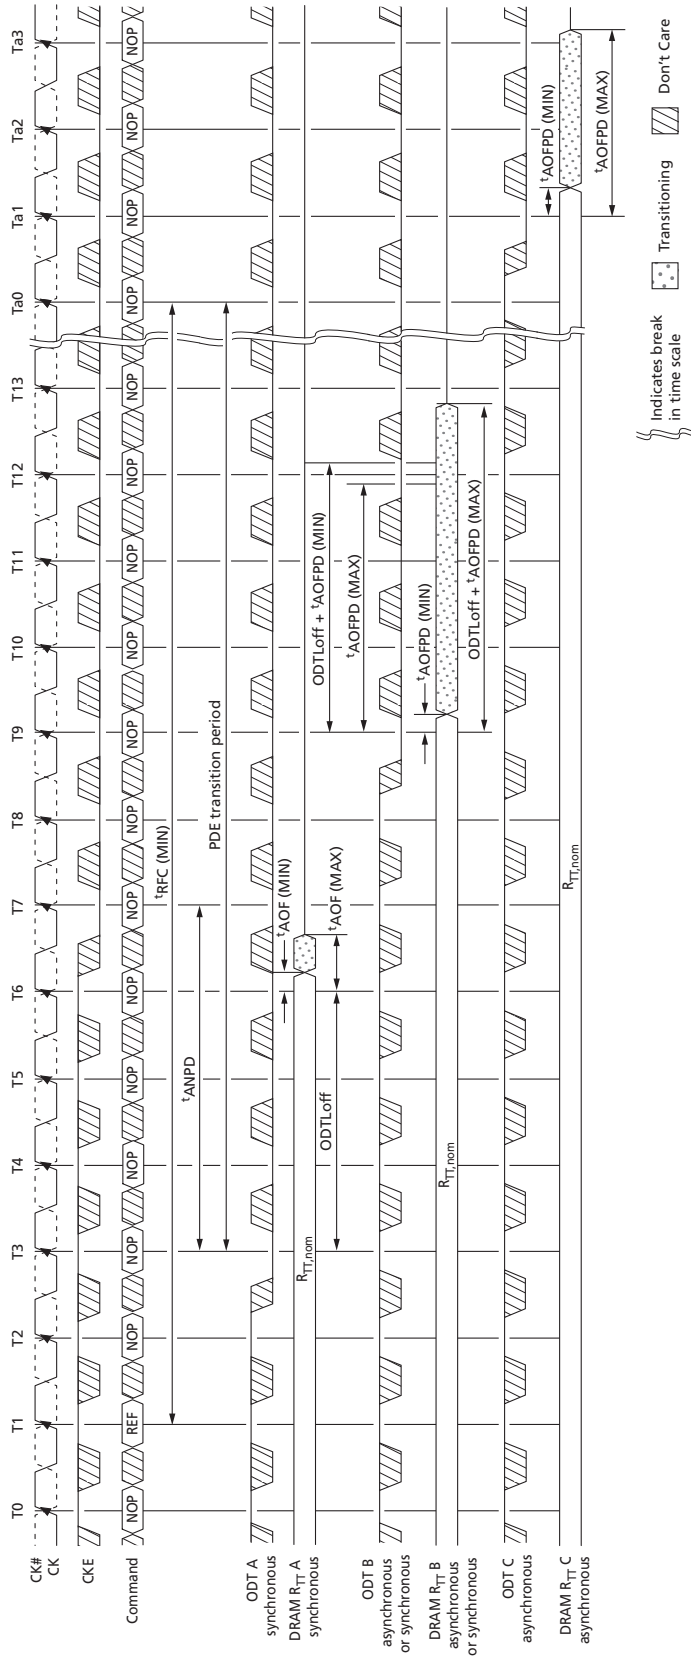 T0 T1 T2 T3 T4 T5 T6 T7 T8 T9 T10 T11 T12 T13 Ta0 Ta1 Ta2 Ta3
CK#
CK
CKE
Command
NOP REF NOP NOP NOP NOP NOP NOP NOP NOP NOP NOP NOP NOP NOP NOP NOP NOP
tRFC (MIN)
tANPD
PDE transition period
ODT A
synchronous
tAOF (MIN)
DRAM RTT A
synchronous
RTT,nom
ODTLoff
tAOF (MAX)
ODTLoff + tAOFPD (MIN)
tAOFPD (MAX)
ODT B
asynchronous
or synchronous
tAOFPD (MIN)
DRAM RTT B
asynchronous
or synchronous
RTT,nom
ODTLoff + tAOFPD (MAX)
ODT C
asynchronous
tAOFPD (MIN)
DRAM RTT C
asynchronous
RTT,nom
tAOFPD (MAX)
Indicates break
in time scale
Transitioning
Don't Care